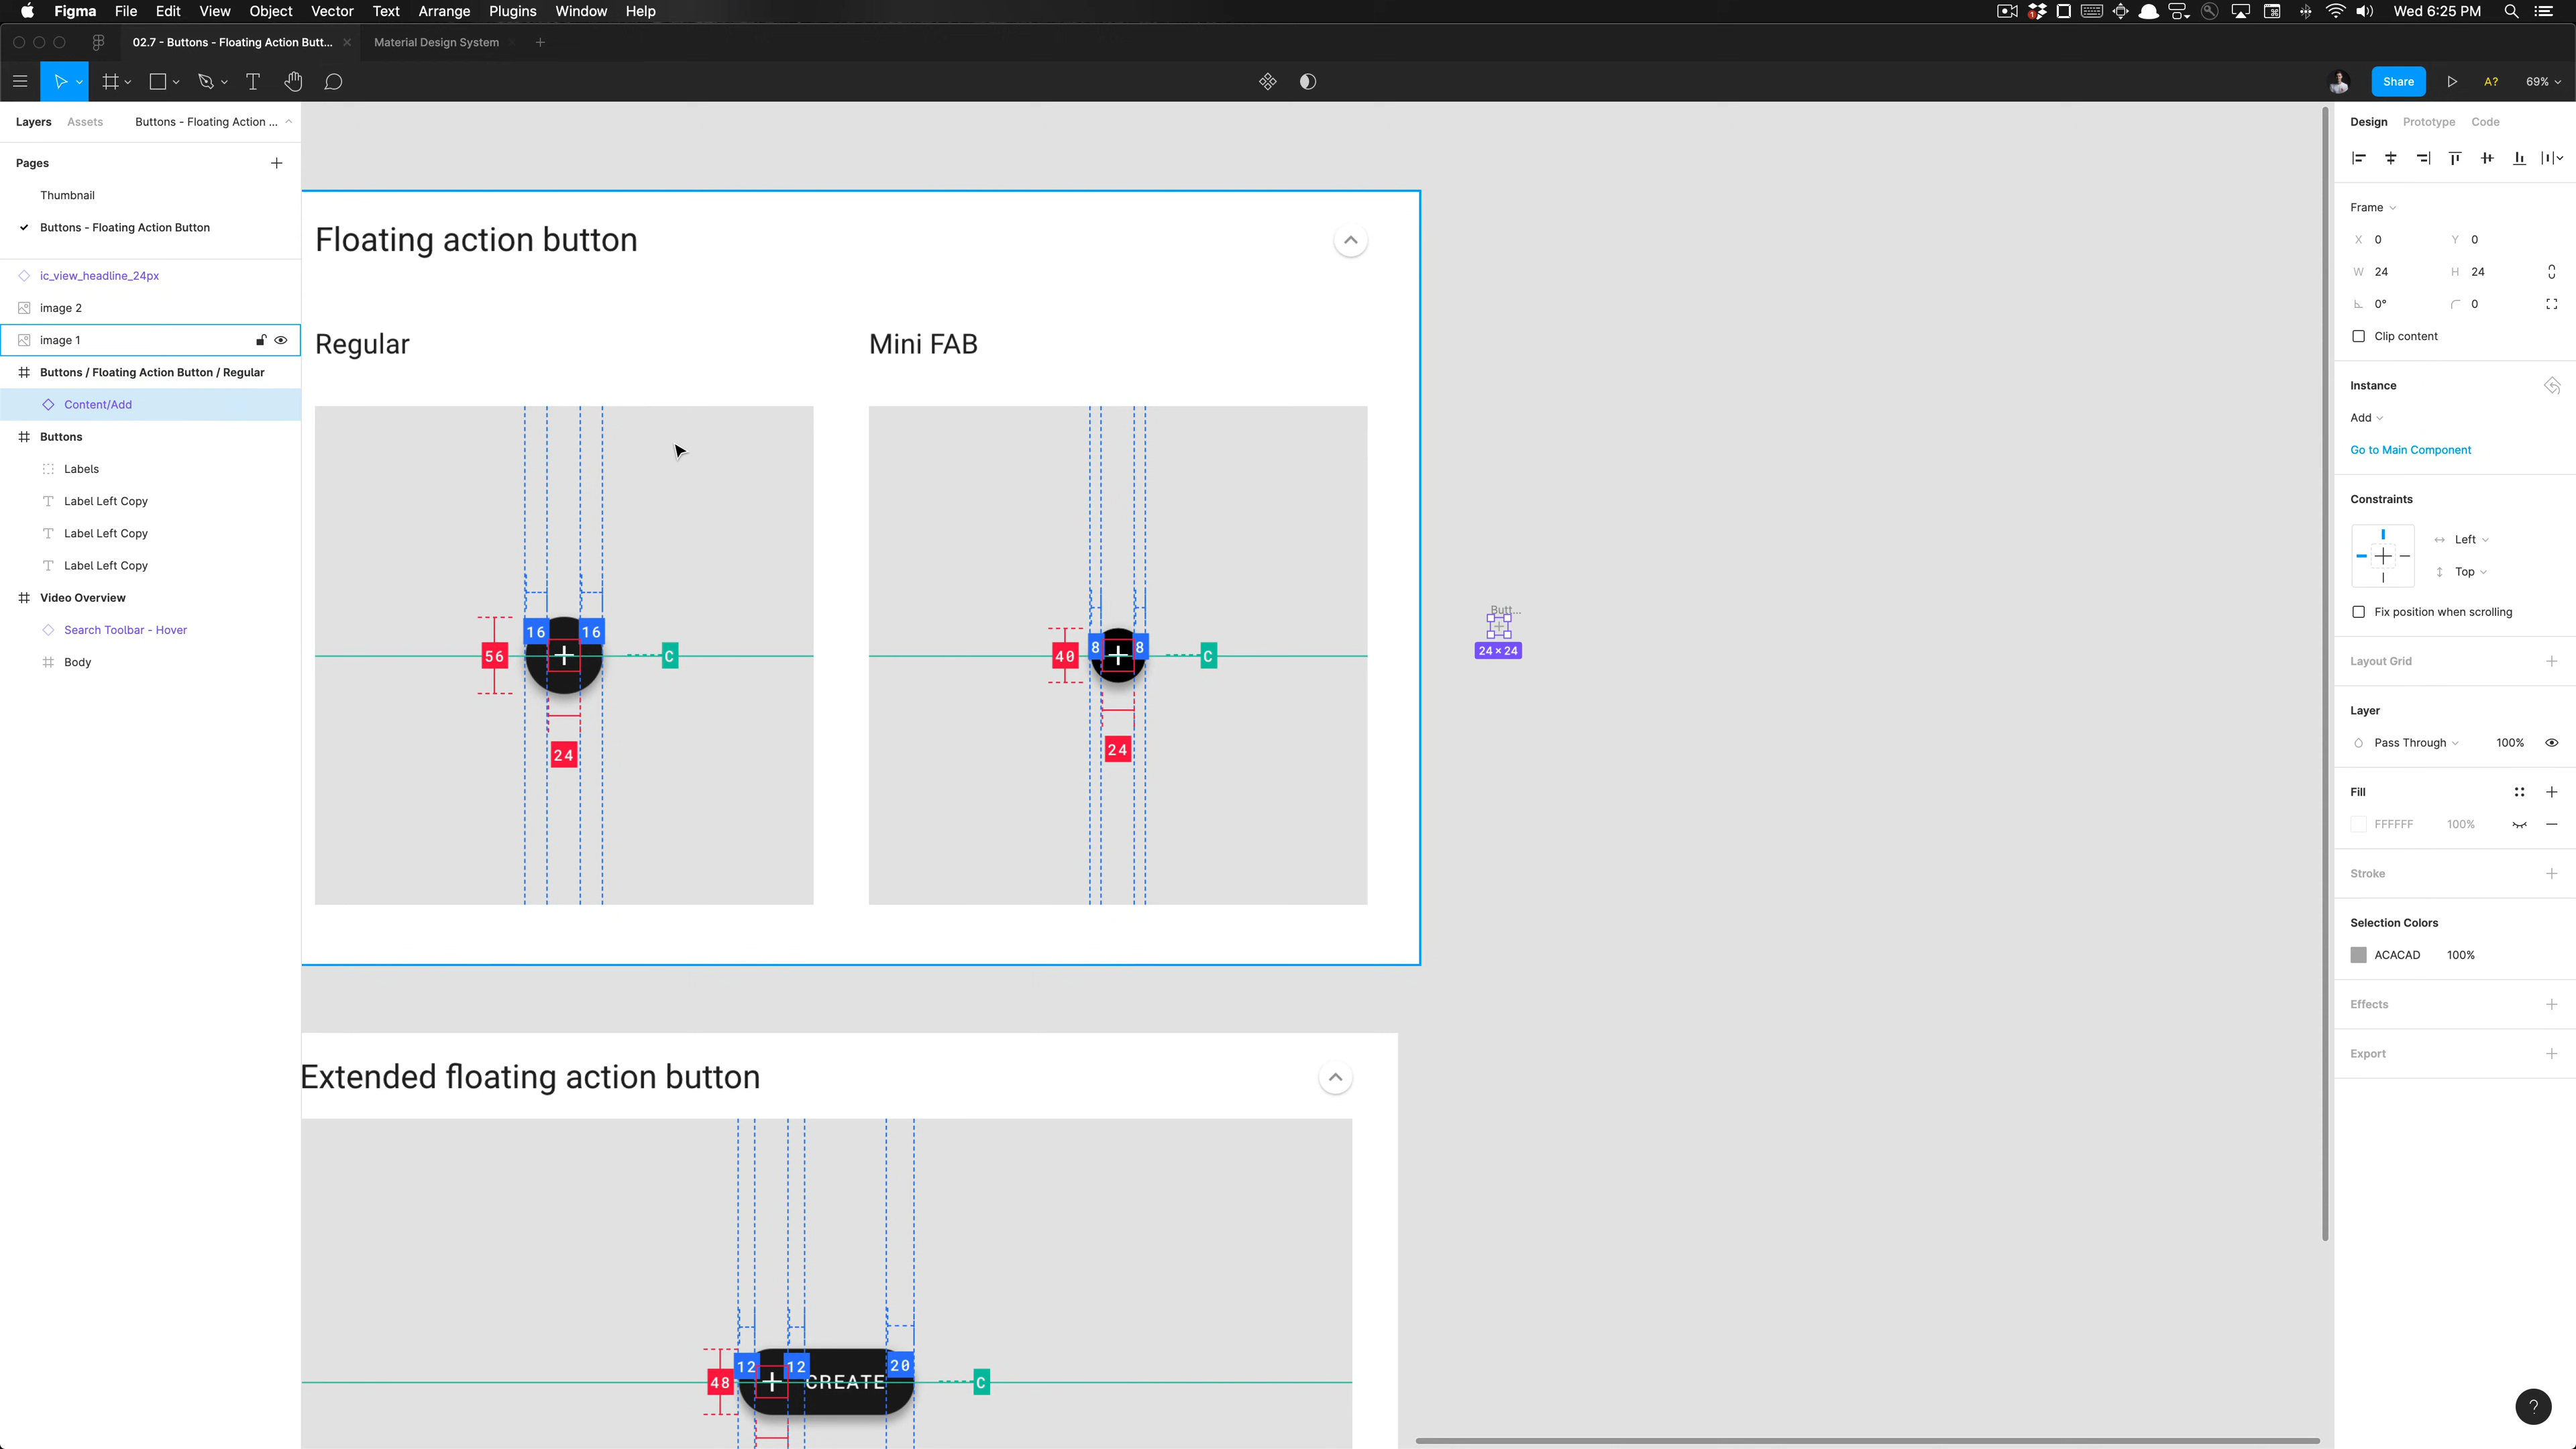 Figma File Edit View Object Vector Text Arrange Plugins Window Help
Wed 6:25 PM
02.7 - Buttons - Floating Action Butt...
Material Design System
Share
A?
69%
Layers Assets Buttons - Floating Action ...
Pages
Thumbnail
Buttons - Floating Action Button
ic_view_headline_24px
image 2
image 1
Buttons / Floating Action Button / Regular
Content/Add
Buttons
Labels
Label Left Copy
Label Left Copy
Label Left Copy
Video Overview
Search Toolbar - Hover
Body
Floating action button
Regular
Mini FAB
16 16
56
C
24
8 8
40
C
24
Butt...
24 × 24
Extended floating action button
12 12 20
48
CREATE
C
Design Prototype Code
Frame
X 0 Y 0
W 24 H 24
0° 0
Clip content
Instance
Add
Go to Main Component
Constraints
Left
Top
Fix position when scrolling
Layout Grid
Layer
Pass Through 100%
Fill
FFFFFF 100%
Stroke
Selection Colors
ACACAD 100%
Effects
Export
?